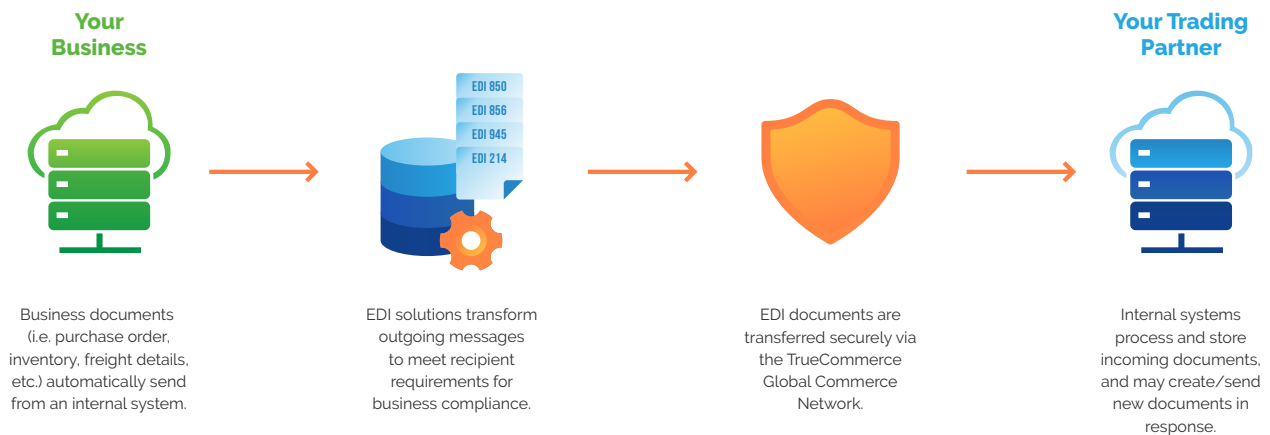 Your
Business
Your Trading
Partner
EDI 850
EDI 856
EDI 945
EDI 214
Business documents
(i.e. purchase order,
inventory, freight details,
etc.) automatically send
from an internal system.
EDI solutions transform
outgoing messages
to meet recipient
requirements for
business compliance.
EDI documents are
transferred securely via
the TrueCommerce
Global Commerce
Network.
Internal systems
process and store
incoming documents,
and may create/send
new documents in
response.